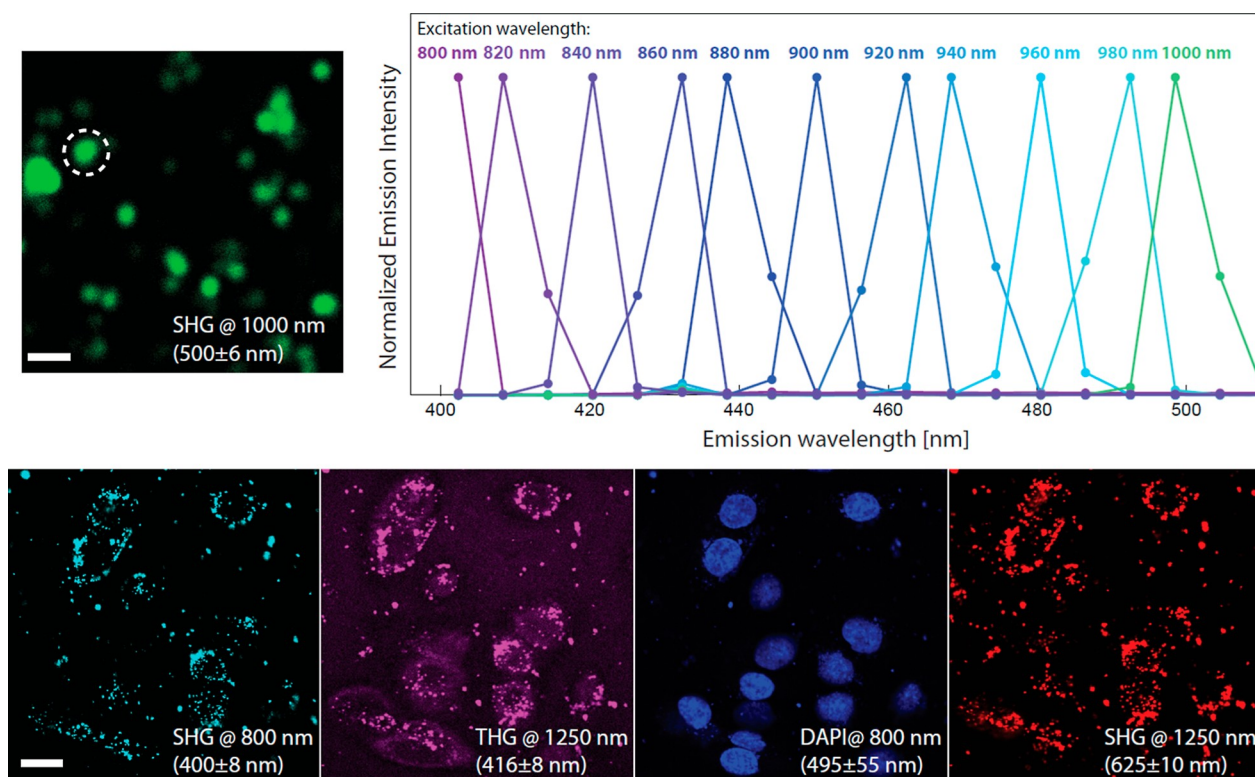 SHG @ 1000 nm
(500±6 nm)
Normalized Emission Intensity
Excitation wavelength:
800 nm 820 nm 840 nm 860 nm 880 nm 900 nm 920 nm 940 nm 960 nm 980 nm 1000 nm
400 420 440 460 480 500
Emission wavelength [nm]
SHG @ 800 nm
(400±8 nm)
THG @ 1250 nm
(416±8 nm)
DAPI@ 800 nm
(495±55 nm)
SHG @ 1250 nm
(625±10 nm)